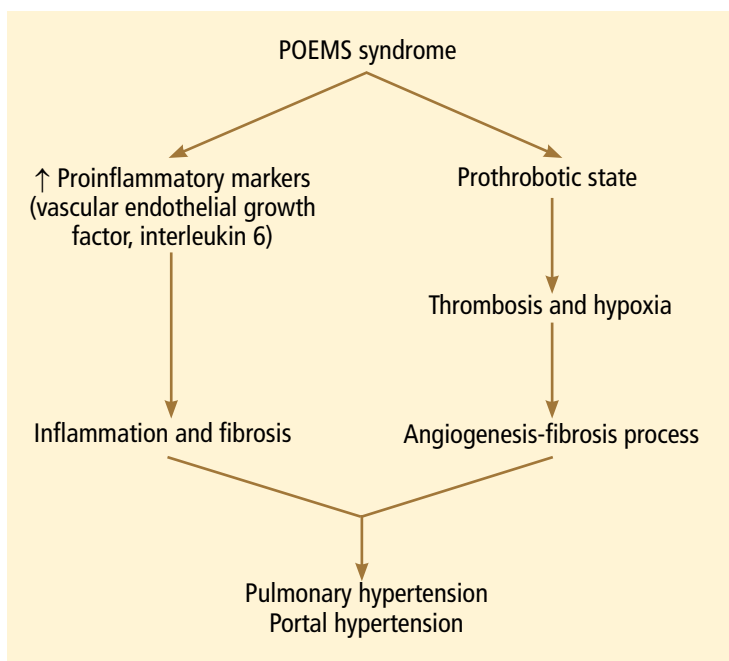 POEMS syndrome
↑ Proinflammatory markers
(vascular endothelial growth
factor, interleukin 6)
Prothrobotic state
Thrombosis and hypoxia
Inflammation and fibrosis
Angiogenesis-fibrosis process
Pulmonary hypertension
Portal hypertension